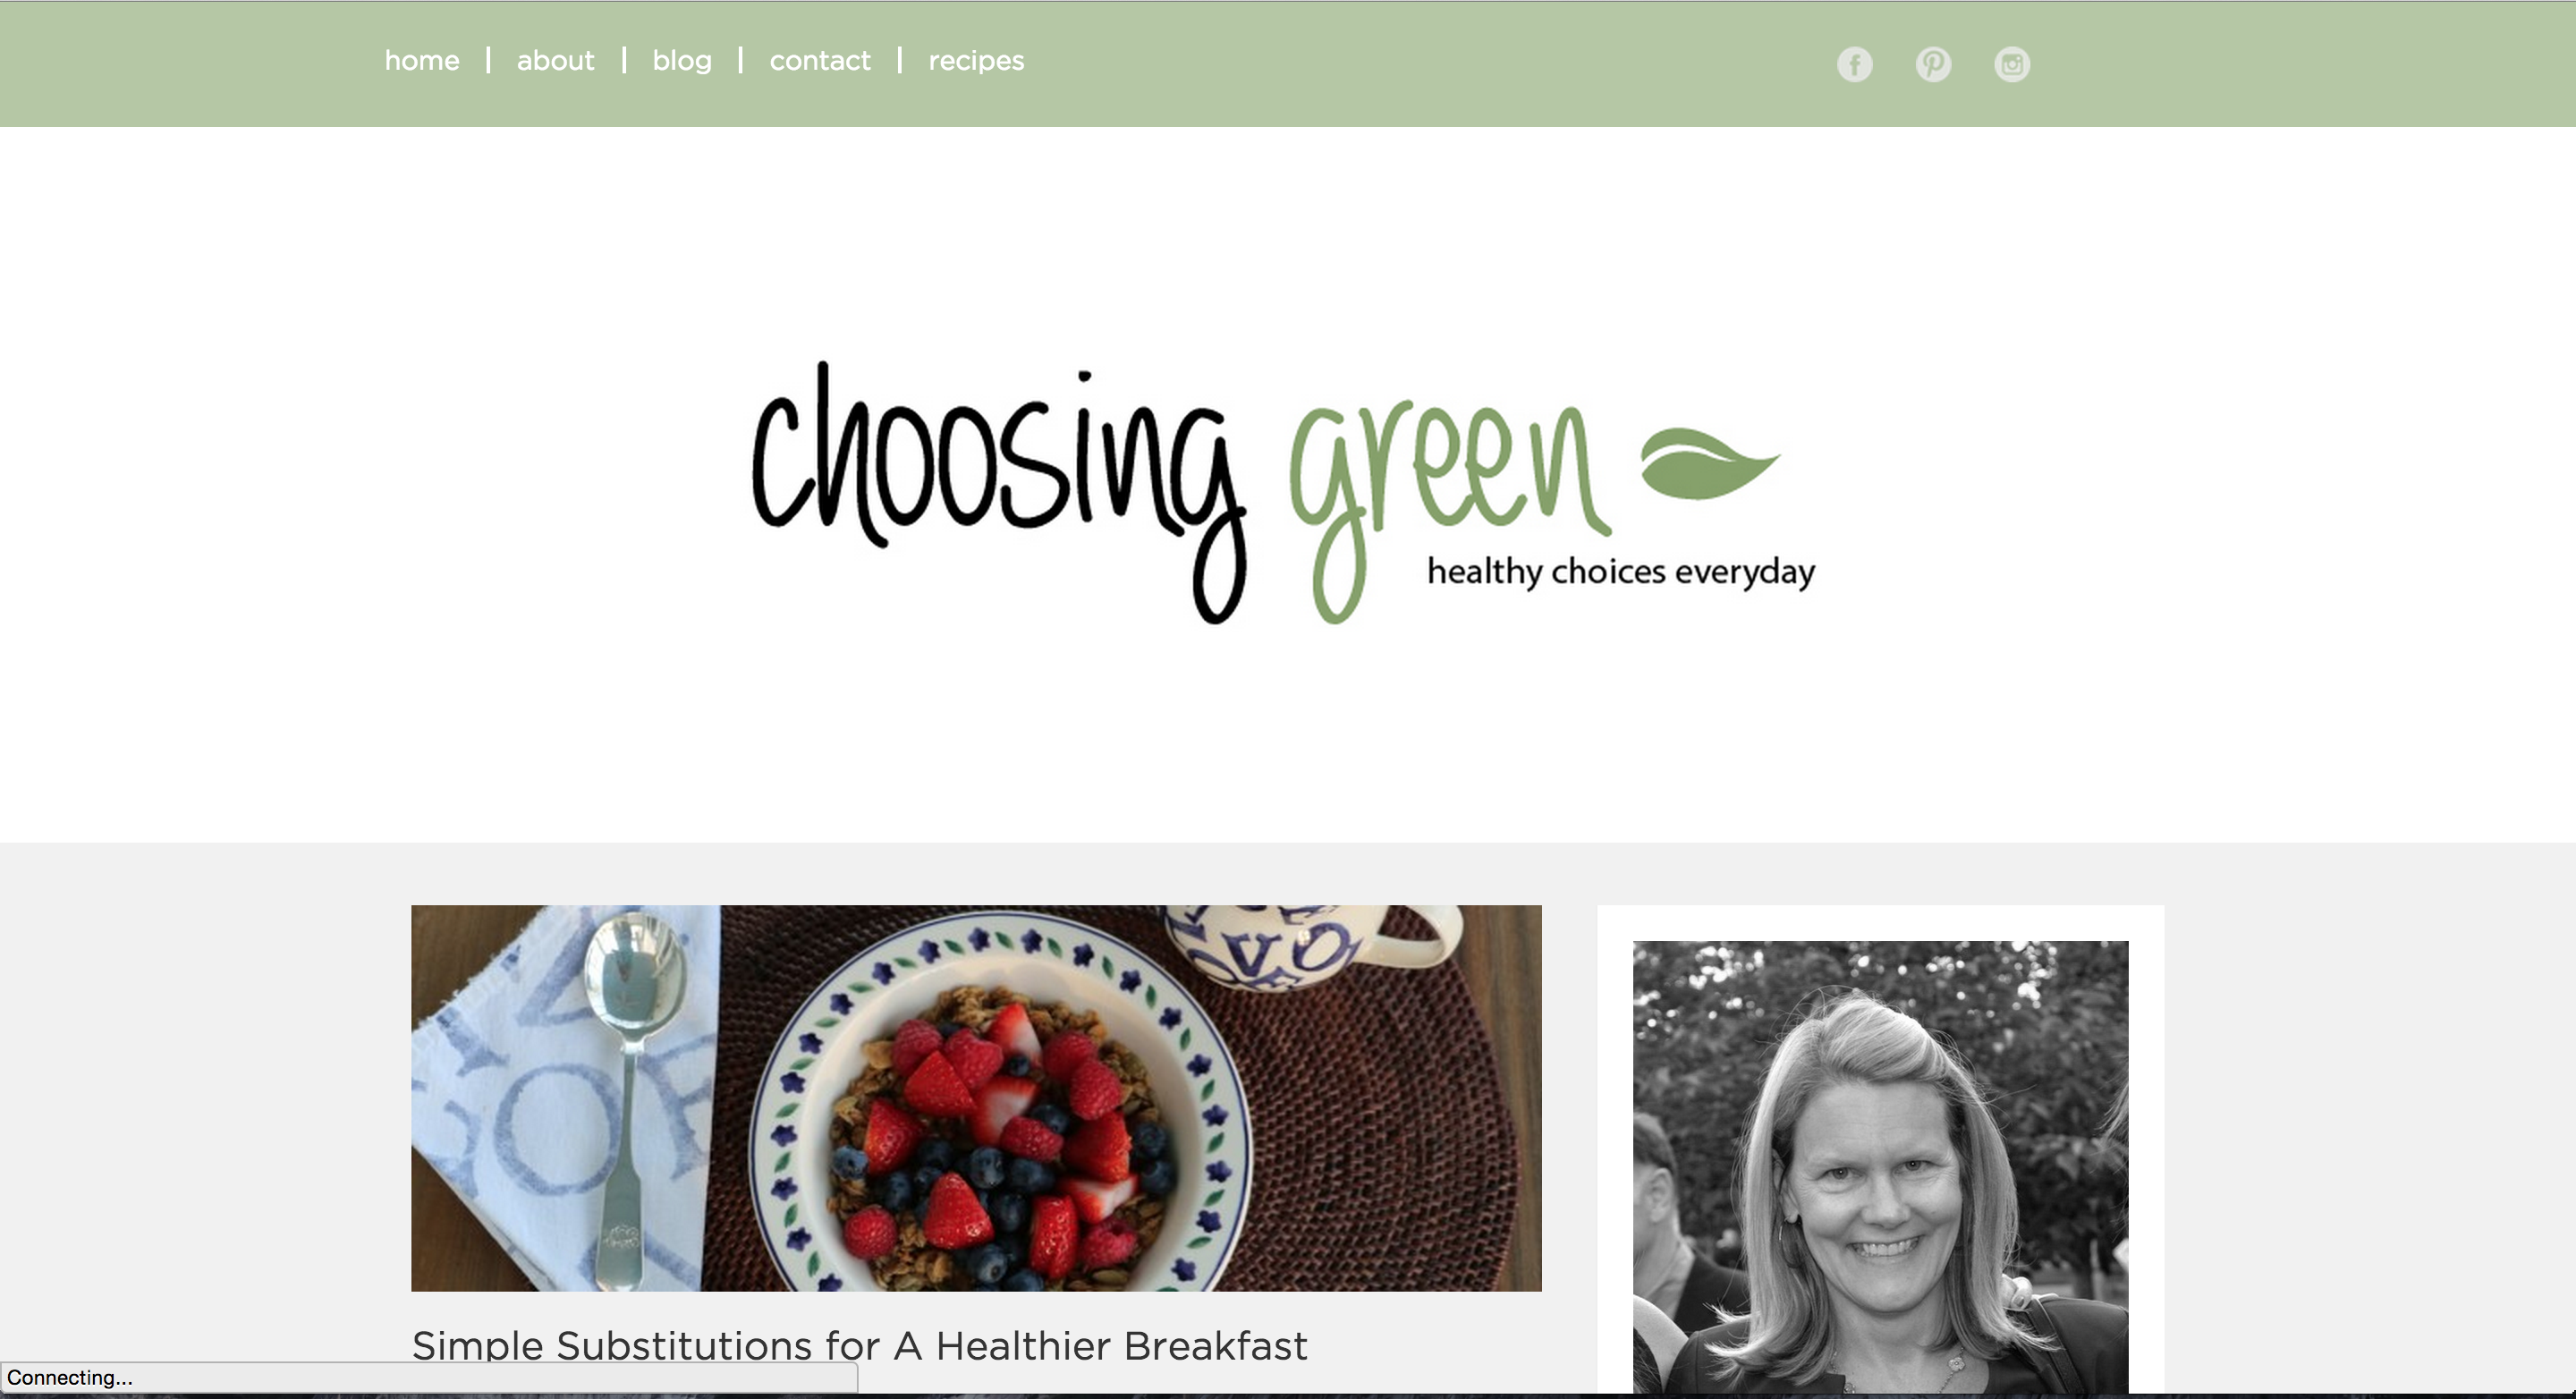 home | about | blog | contact | recipes
choosing green
healthy choices everyday
Simple Substitutions for A Healthier Breakfast
Connecting...